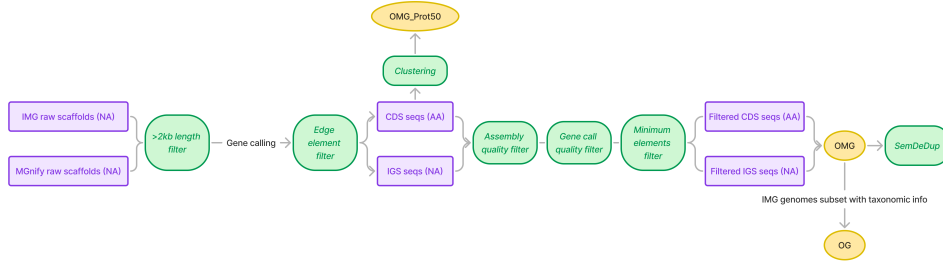 OMG_Prot50
Clustering
IMG raw scaffolds (NA)
MGnify raw scaffolds (NA)
>2kb length
filter
Gene calling
Edge
element
filter
CDS seqs (AA)
IGS seqs (NA)
Assembly
quality filter
Gene call
quality filter
Minimum
elements
filter
Filtered CDS seqs (AA)
Filtered IGS seqs (NA)
OMG
SemDeDup
IMG genomes subset with taxonomic info
OG